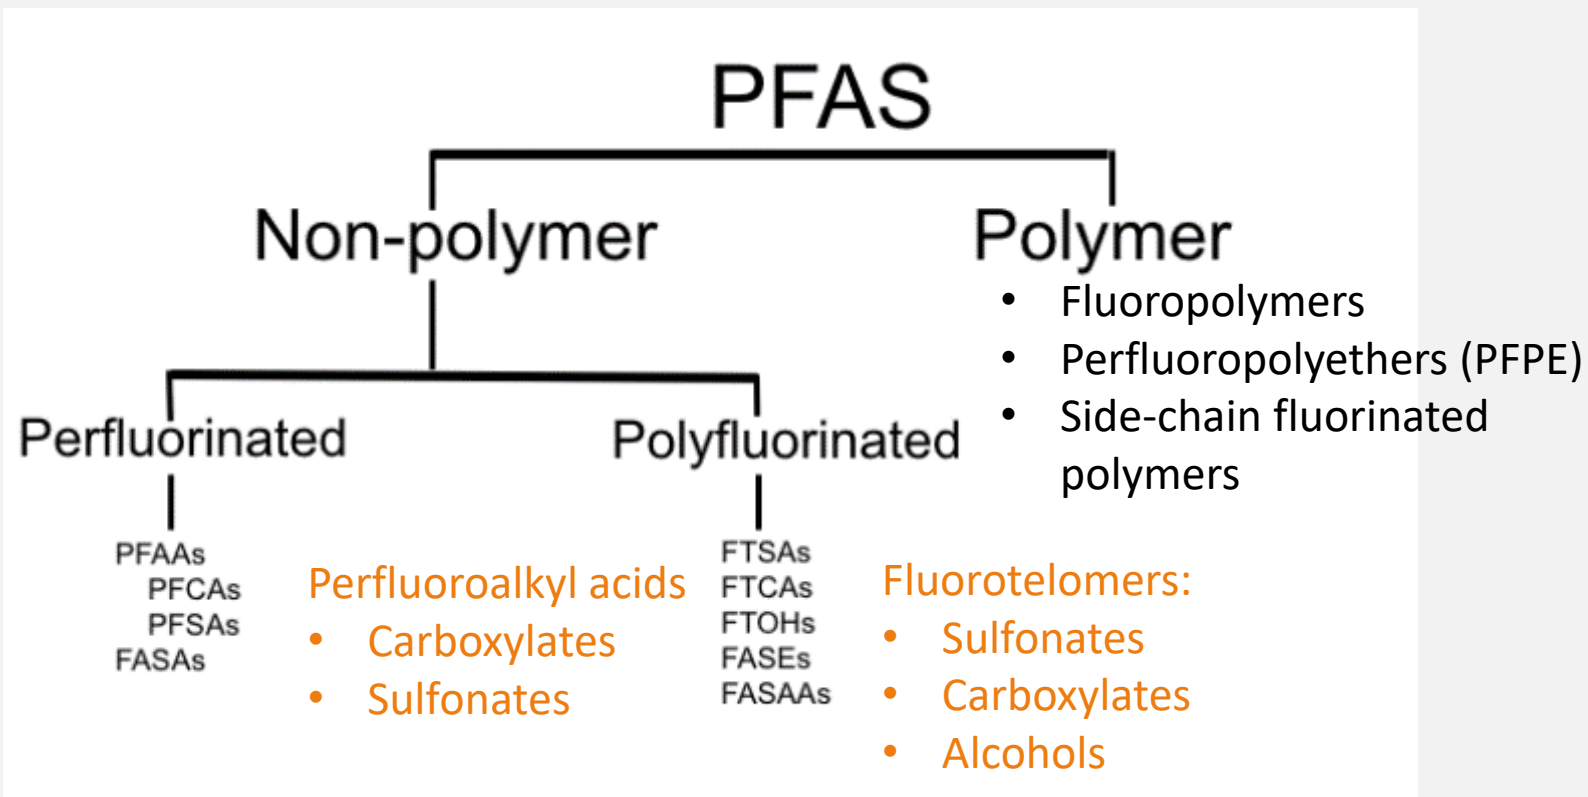 PFAS
Non-polymer
Polymer
• Fluoropolymers
• Perfluoropolyethers (PFPE)
• Side-chain fluorinated
polymers
Perfluorinated
Polyfluorinated
PFAAs
PFCAs
PFSAs
FASAs
Perfluoroalkyl acids
• Carboxylates
• Sulfonates
FTSAs
FTCAs
FTOHs
FASEs
FASAAs
Fluorotelomers:
• Sulfonates
• Carboxylates
• Alcohols